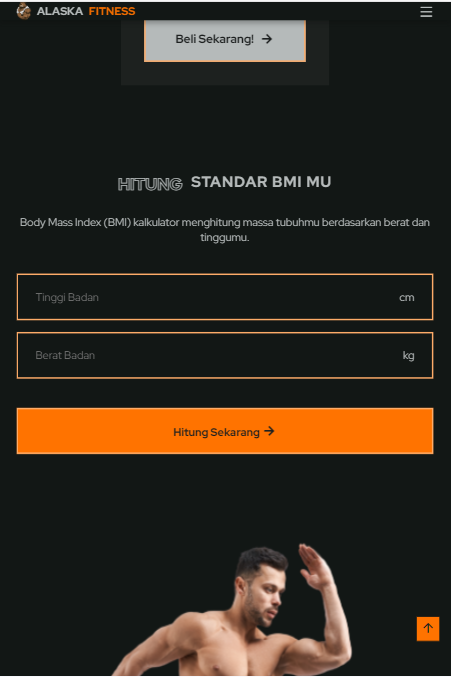 ALASKA FITNESS
Beli Sekarang!
HITUNG STANDAR BMI MU
Body Mass Index (BMI) kalkulator menghitung massa tubuhmu berdasarkan berat dan
tinggumu.
Tinggi Badan cm
Berat Badan kg
Hitung Sekarang